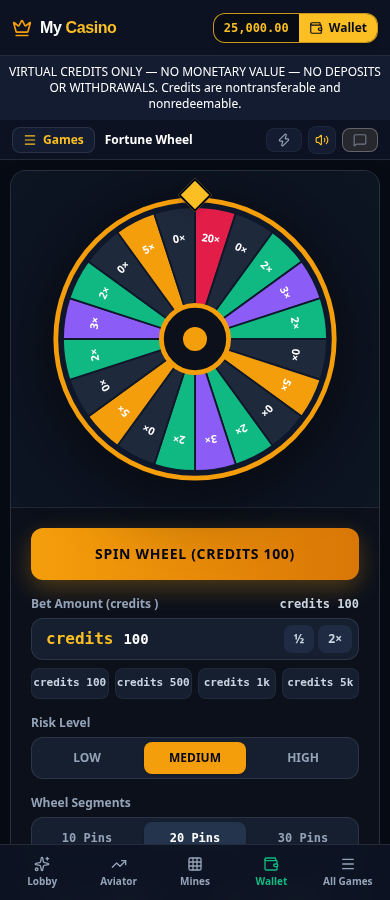 My Casino
25,000.00
Wallet
VIRTUAL CREDITS ONLY — NO MONETARY VALUE — NO DEPOSITS
OR WITHDRAWALS. Credits are nontransferable and
nonredeemable.
Games
Fortune Wheel
20×
0×
2×
3×
2×
0×
5×
0×
2×
3×
2×
0×
5×
0×
2×
3×
2×
0×
5×
0×
SPIN WHEEL (CREDITS 100)
Bet Amount (credits )
credits 100
credits 100
½
2×
credits 100
credits 500
credits 1k
credits 5k
Risk Level
LOW
MEDIUM
HIGH
Wheel Segments
10 Pins
20 Pins
30 Pins
Lobby
Aviator
Mines
Wallet
All Games